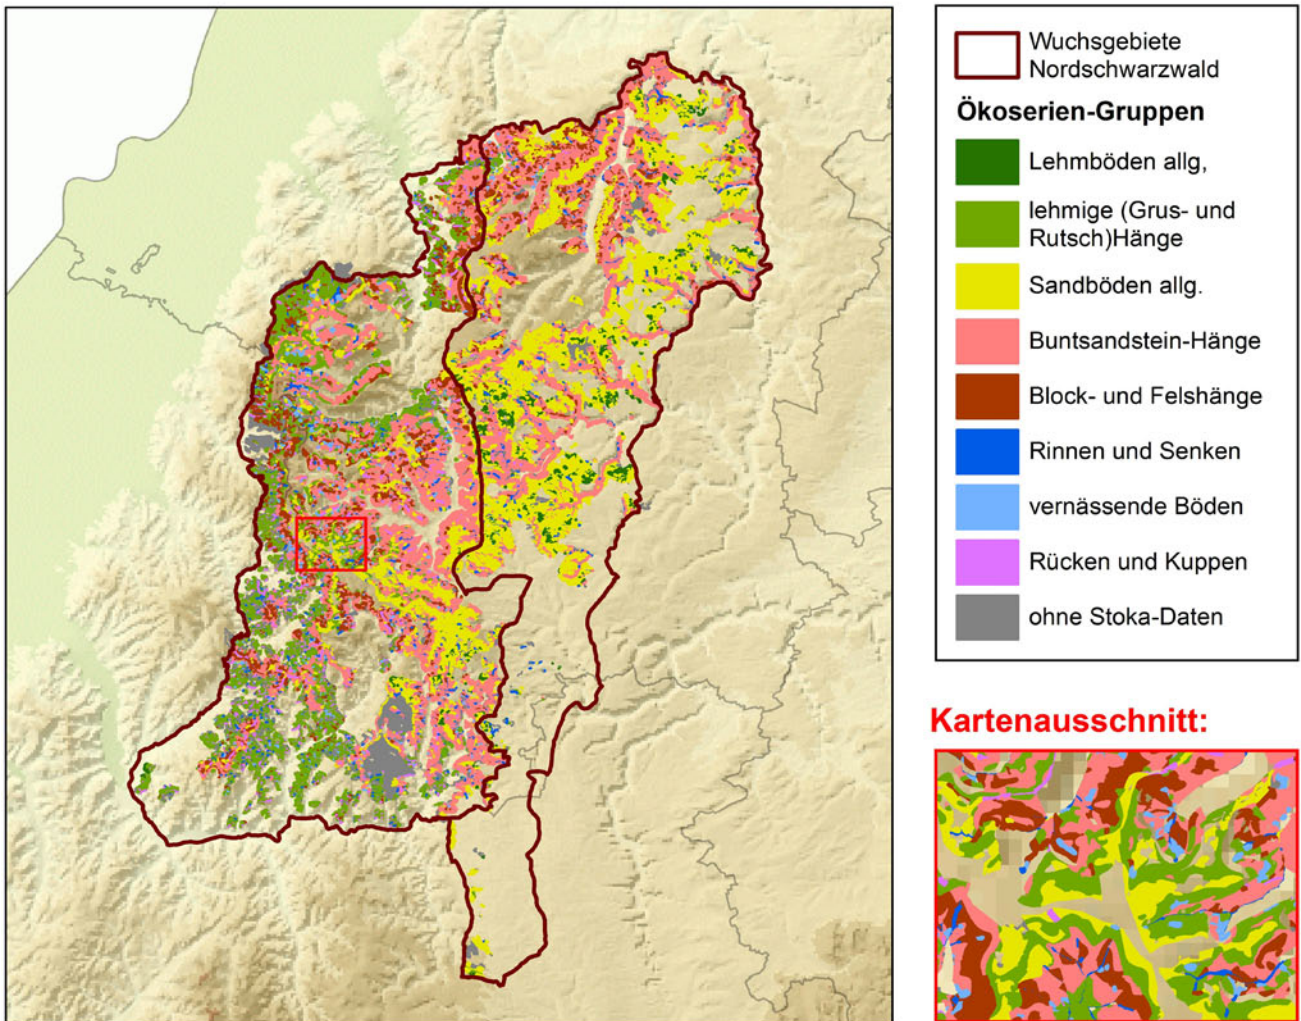 Wuchsgebiete
Nordschwarzwald
Ökoserien-Gruppen
Lehmböden allg,
lehmige (Grus- und
Rutsch)Hänge
Sandböden allg.
Buntsandstein-Hänge
Block- und Felshänge
Rinnen und Senken
vernässende Böden
Rücken und Kuppen
ohne Stoka-Daten
Kartenausschnitt: